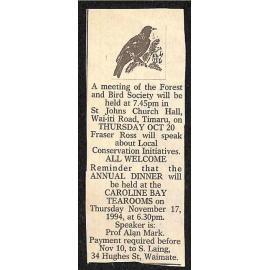 A meeting of the Forest
and Bird Society will be
held at 7.45pm in
St Johns Church Hall,
Wai-iti Road, Timaru, on
THURSDAY OCT 20
Fraser Ross will speak
about Local
Conservation Initiatives.
ALL WELCOME
Reminder that the
ANNUAL DINNER will
be held at the
CAROLINE BAY
TEAROOMS on
Thursday November 17,
1994, at 6.30pm.
Speaker is:
Prof Alan Mark.
Payment required before
Nov 10, to S. Laing,
34 Hughes St, Waimate.